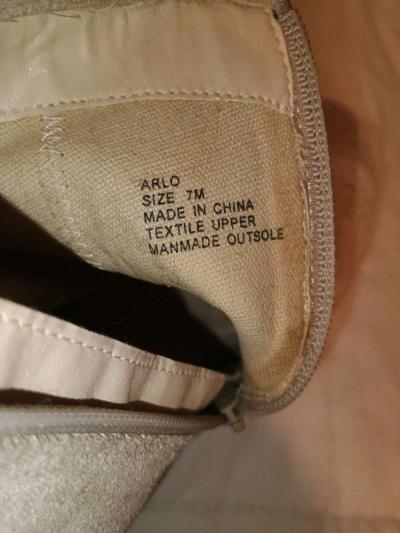 ARLO
SIZE 7M
MADE IN CHINA
TEXTILE UPPER
MANMADE OUTSOLE